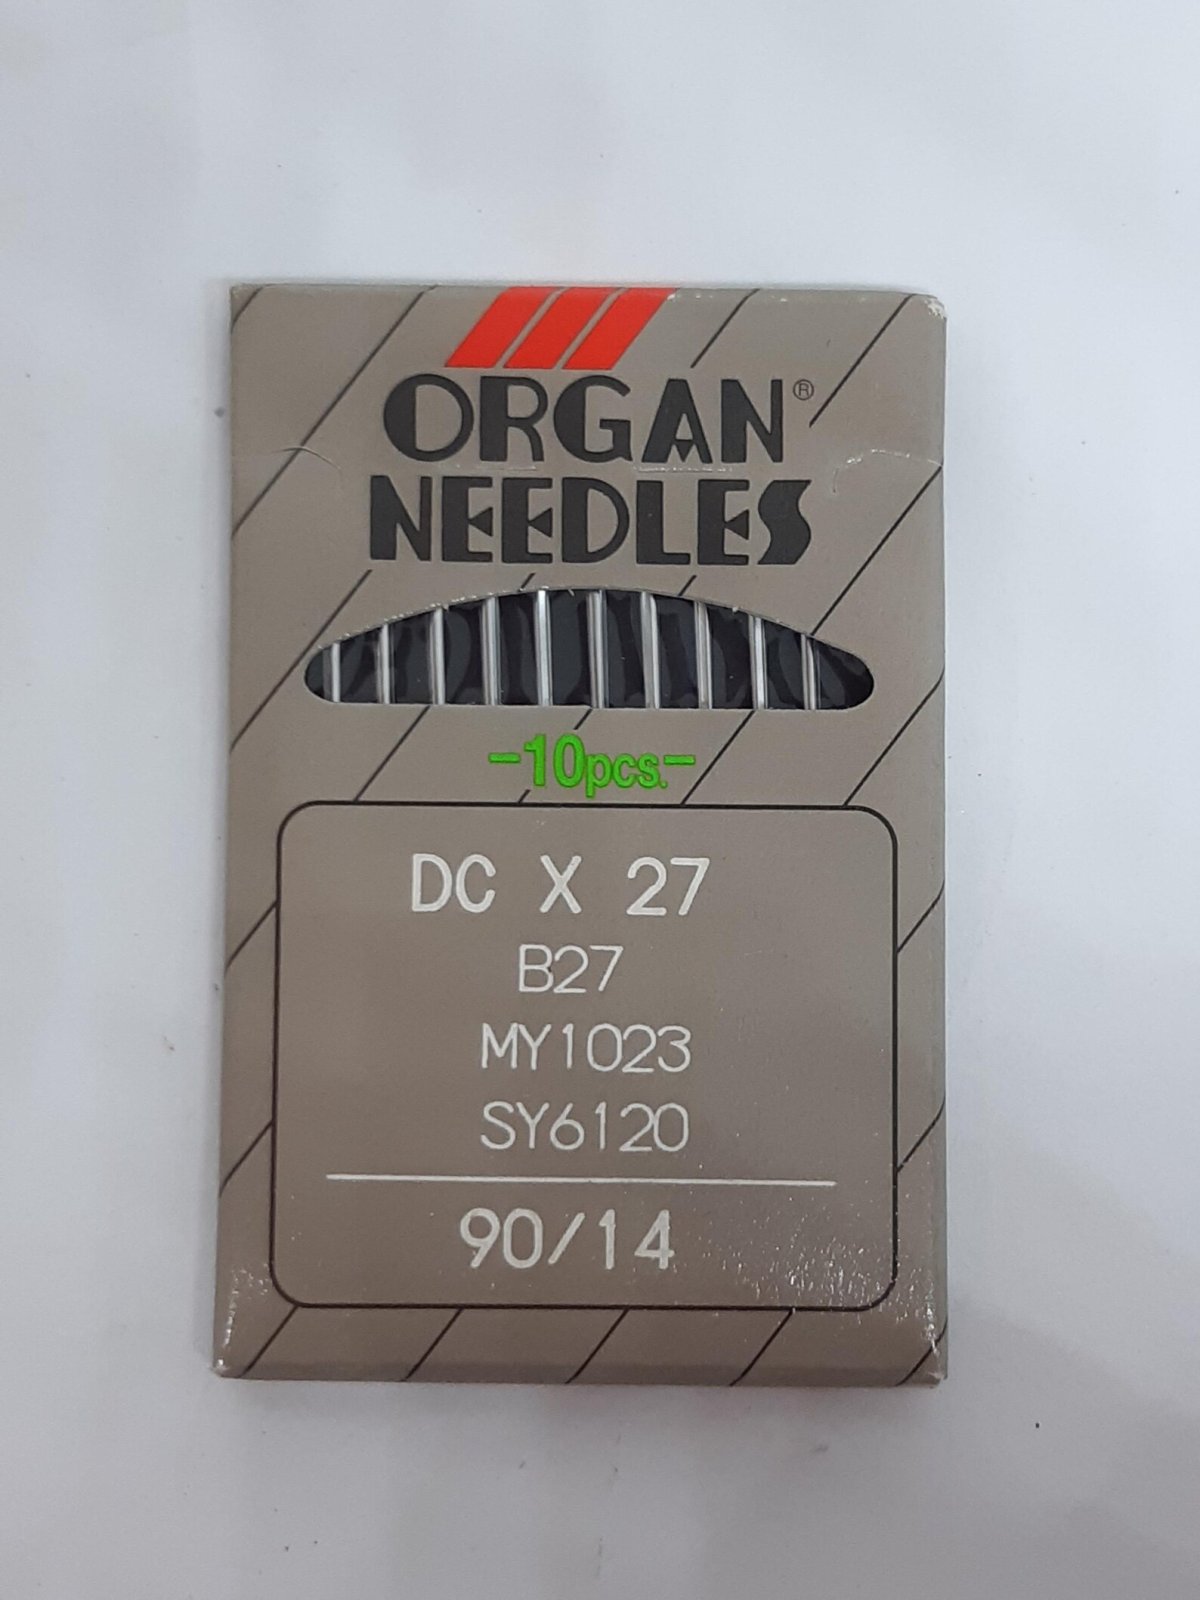 ORGAN®
NEEDLES
-10pcs.-
DC X 27
B27
MY1023
SY6120
90/14